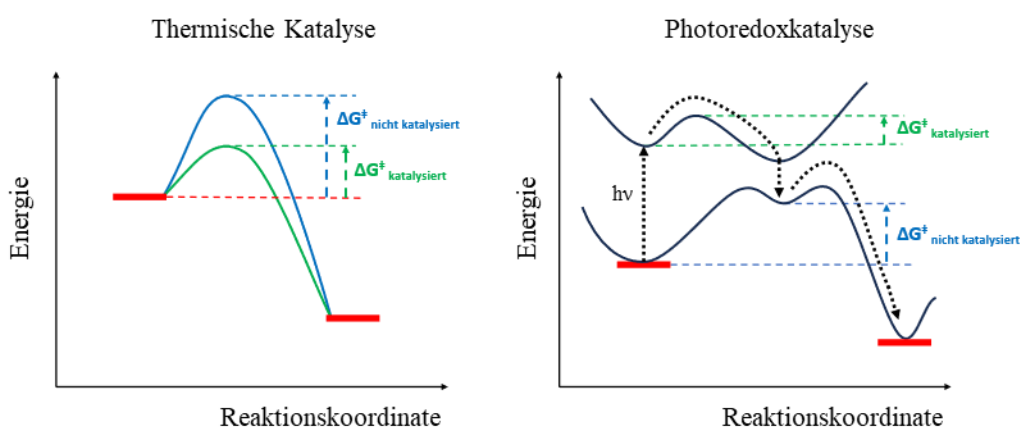 Thermische Katalyse
Energie
ΔG‡ nicht katalysiert
ΔG‡ katalysiert
Reaktionskoordinate
Photoredoxkatalyse
Energie
hν
ΔG‡ katalysiert
ΔG‡ nicht katalysiert
Reaktionskoordinate